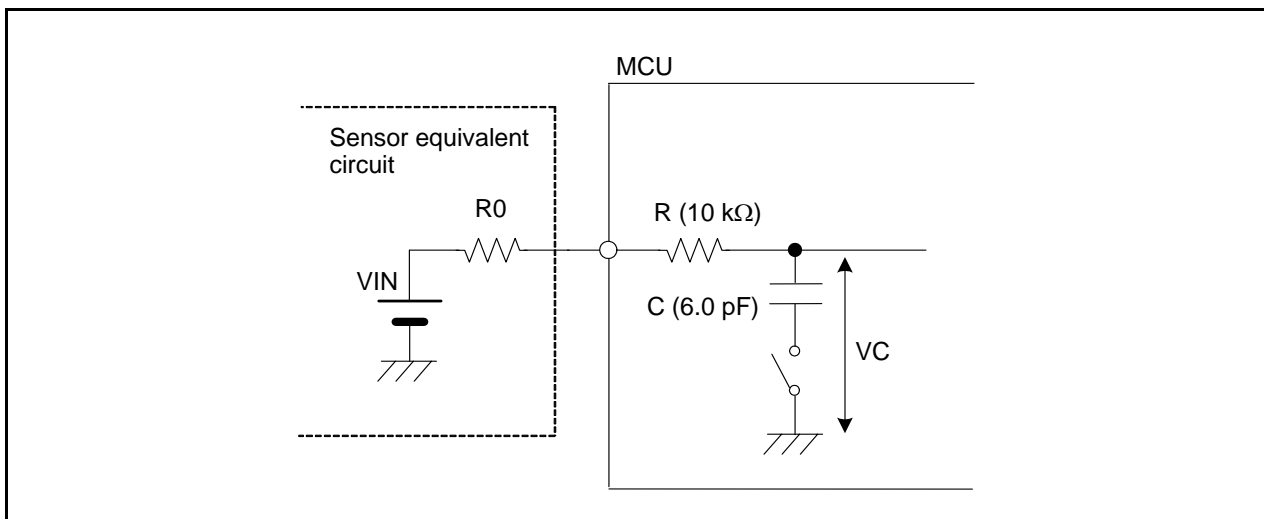 MCU
Sensor equivalent
circuit
R0
R (10 kΩ)
VIN
C (6.0 pF)
VC